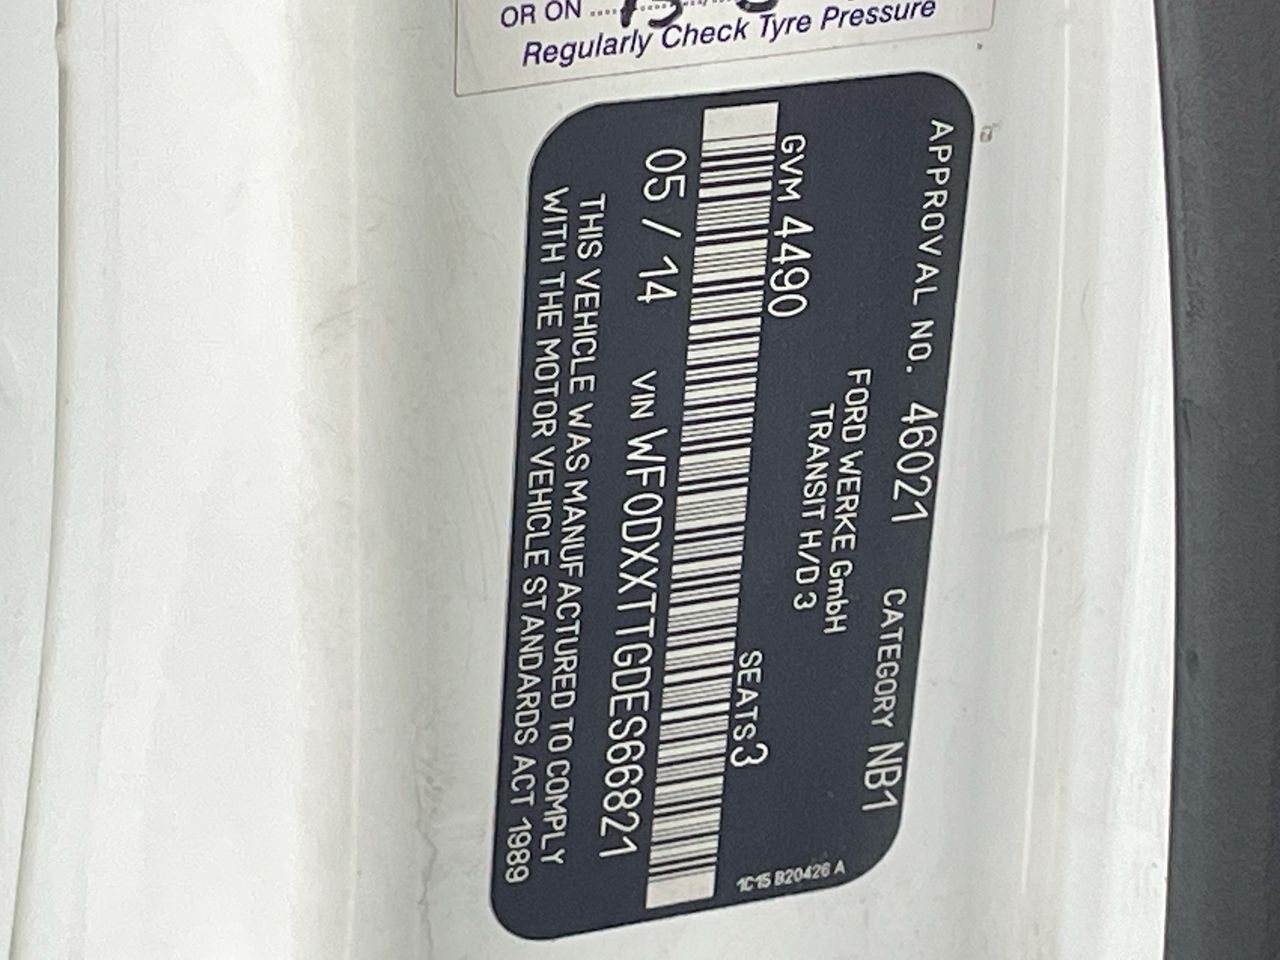 OR ON
Regularly Check Tyre Pressure
APPROVAL NO. 46021 CATEGORY NB1
FORD WERKE GmbH
TRANSIT H/D 3
GVM 4490 SEATS 3
05 / 14 VIN WF0DXXTTGDES66821
THIS VEHICLE WAS MANUFACTURED TO COMPLY
WITH THE MOTOR VEHICLE STANDARDS ACT 1989
1C15 B20426 A